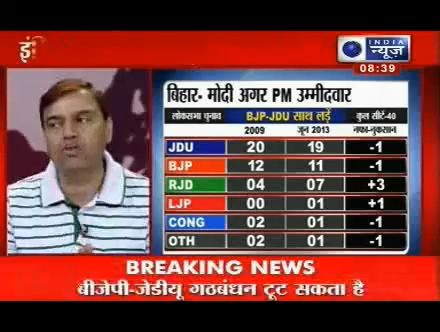 इं
INDIA
न्यूज़
08:39
बिहार- मोदी अगर PM उम्मीदवार
लोकसभा चुनाव BJP-JDU साथ लड़ें कुल सीटें-40
2009 जून 2013 नफा-नुकसान
JDU 20 19 -1
BJP 12 11 -1
RJD 04 07 +3
LJP 00 01 +1
CONG 02 01 -1
OTH 02 01 -1
BREAKING NEWS
बीजेपी-जेडीयू गठबंधन टूट सकता है